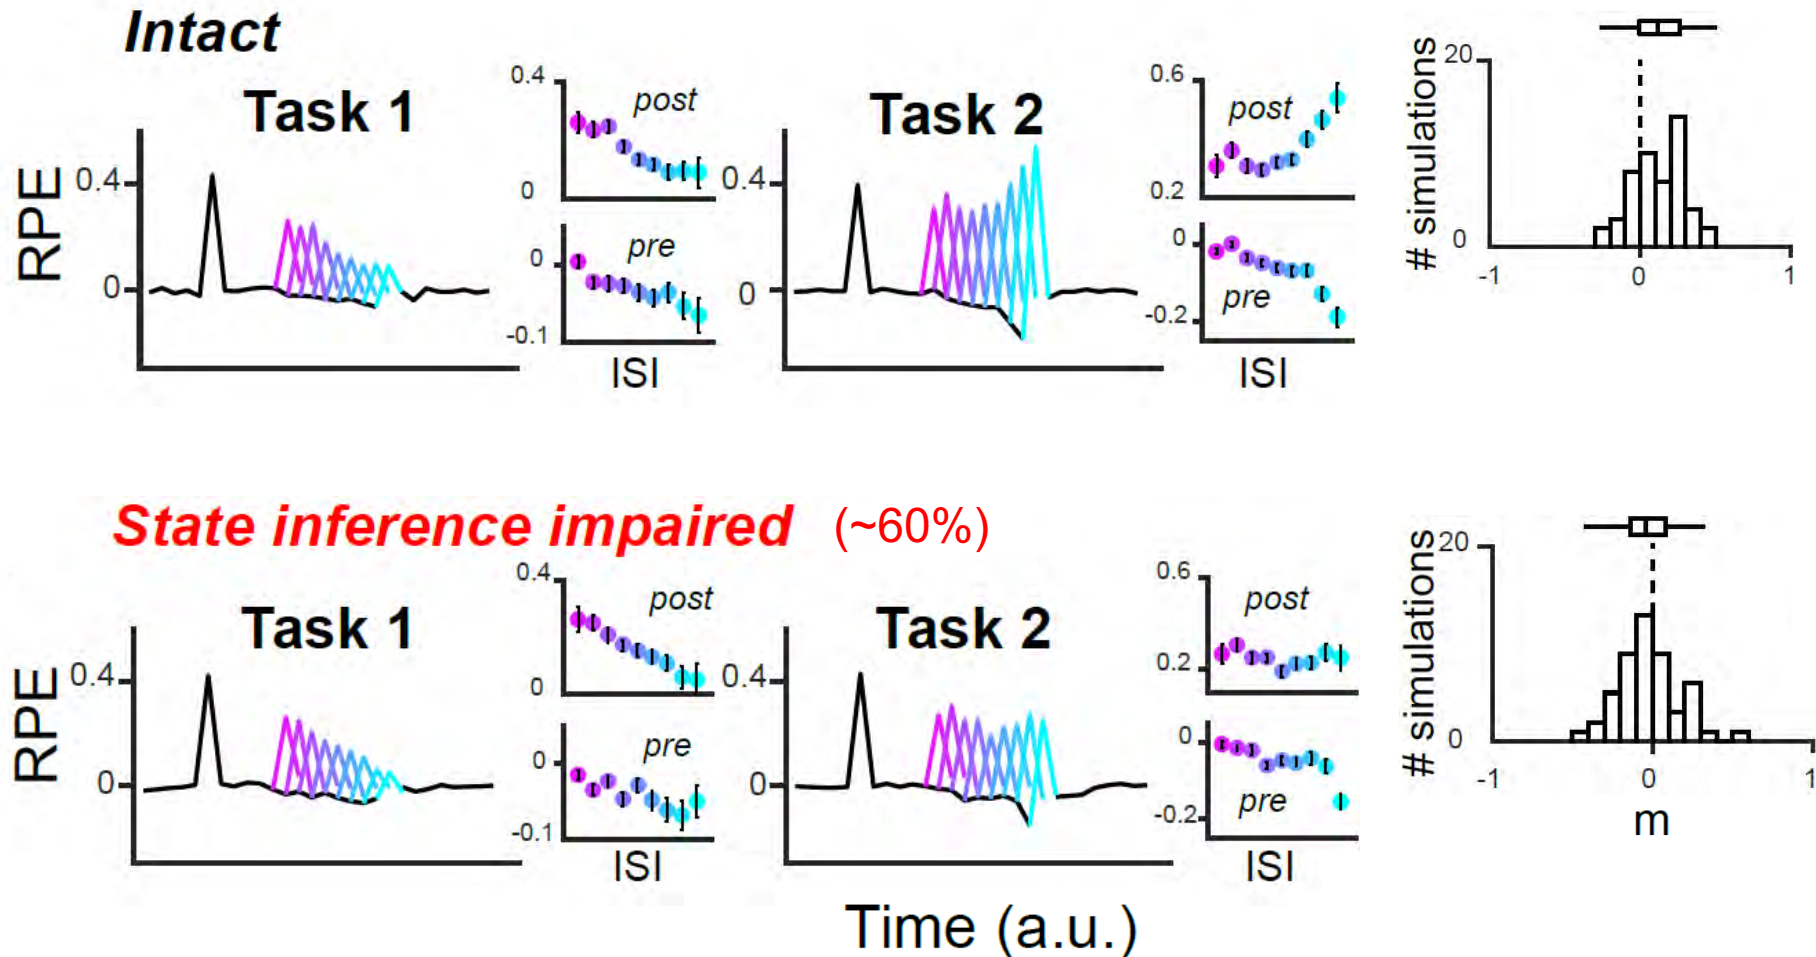 Intact
Task 1
RPE
0.4
0
0.4
post
0
0
pre
-0.1
ISI
Task 2
0.4
0
0.6
post
0.2
0
pre
-0.2
ISI
# simulations
20
0
-1
0
1
State inference impaired (~60%)
Task 1
RPE
0.4
0
0.4
post
0
0
pre
-0.1
ISI
Task 2
0.4
0
0.6
post
0.2
0
pre
-0.2
ISI
# simulations
20
0
-1
0
1
m
Time (a.u.)